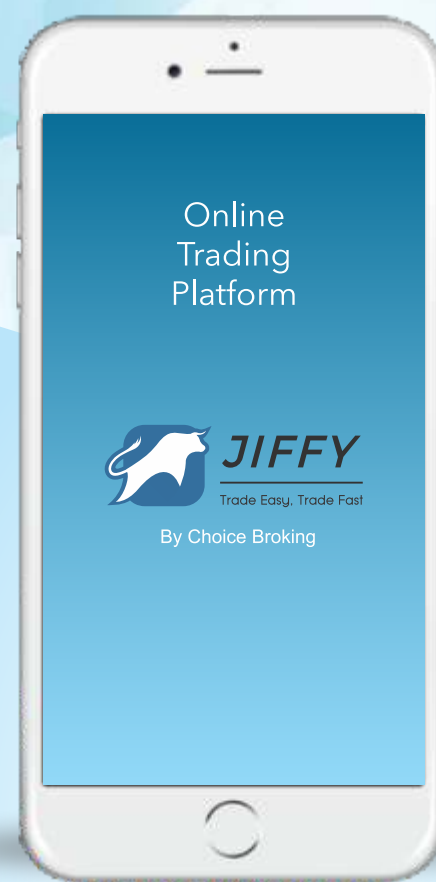 Online
Trading
Platform
JIFFY
Trade Easy, Trade Fast
By Choice Broking